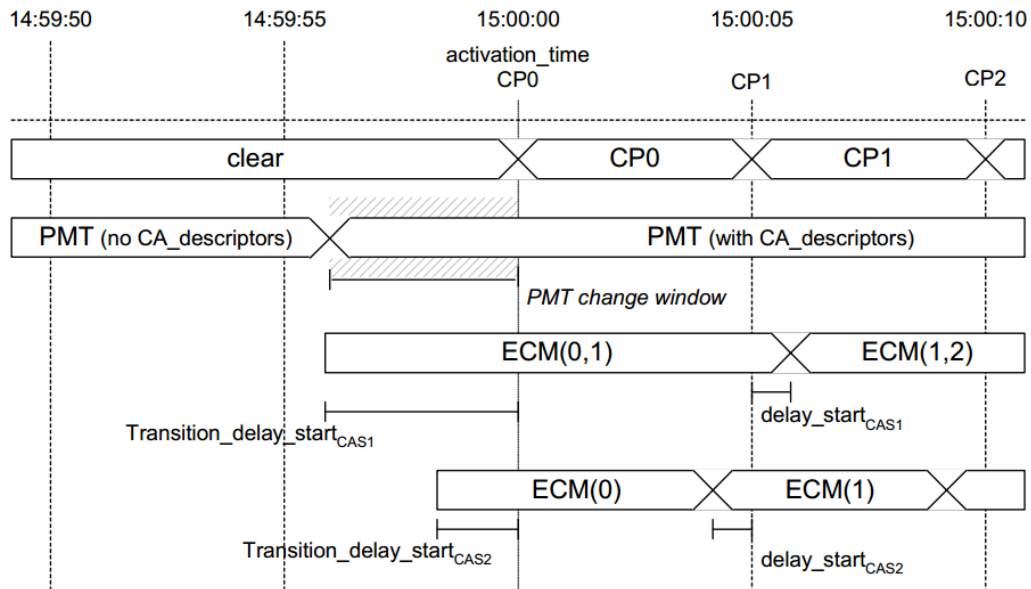 14:59:50 14:59:55 15:00:00 15:00:05 15:00:10
activation_time
CP0 CP1 CP2
clear CP0 CP1
PMT (no CA_descriptors) PMT (with CA_descriptors)
PMT change window
ECM(0,1) ECM(1,2)
Transition_delay_startCAS1 delay_startCAS1
ECM(0) ECM(1)
Transition_delay_startCAS2 delay_startCAS2